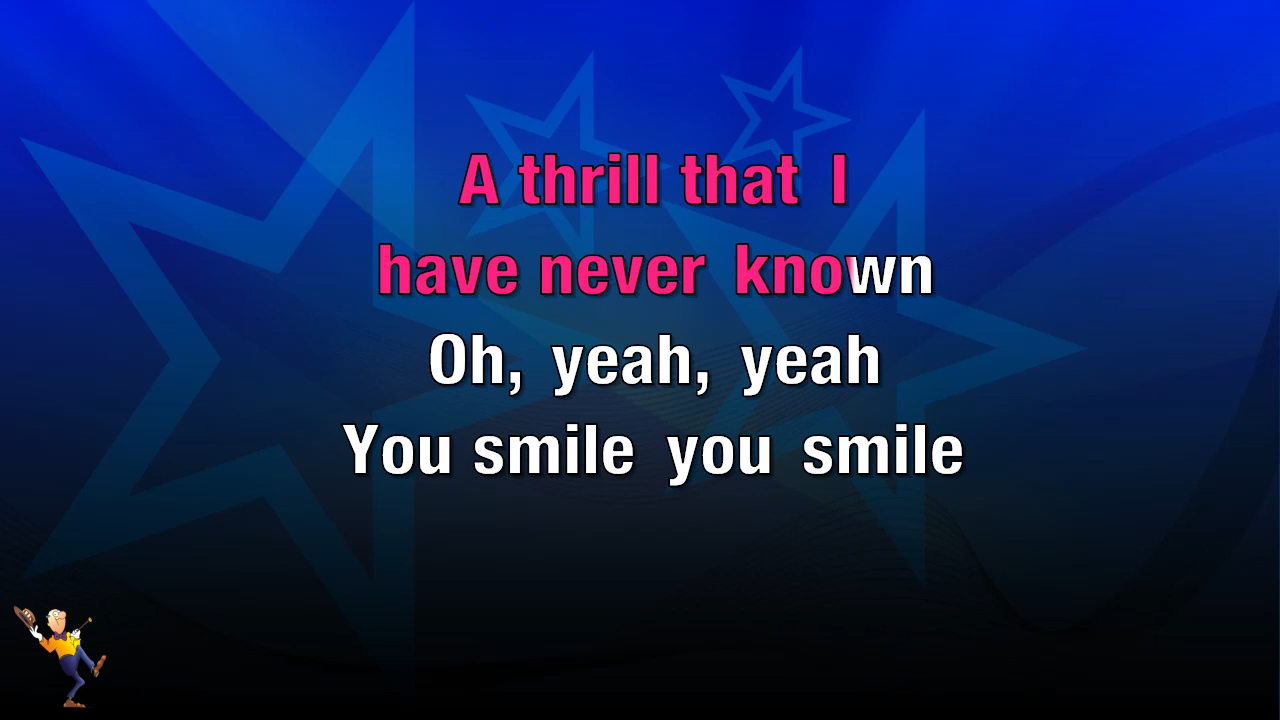 A thrill that I
have never known
Oh, yeah, yeah
You smile you smile